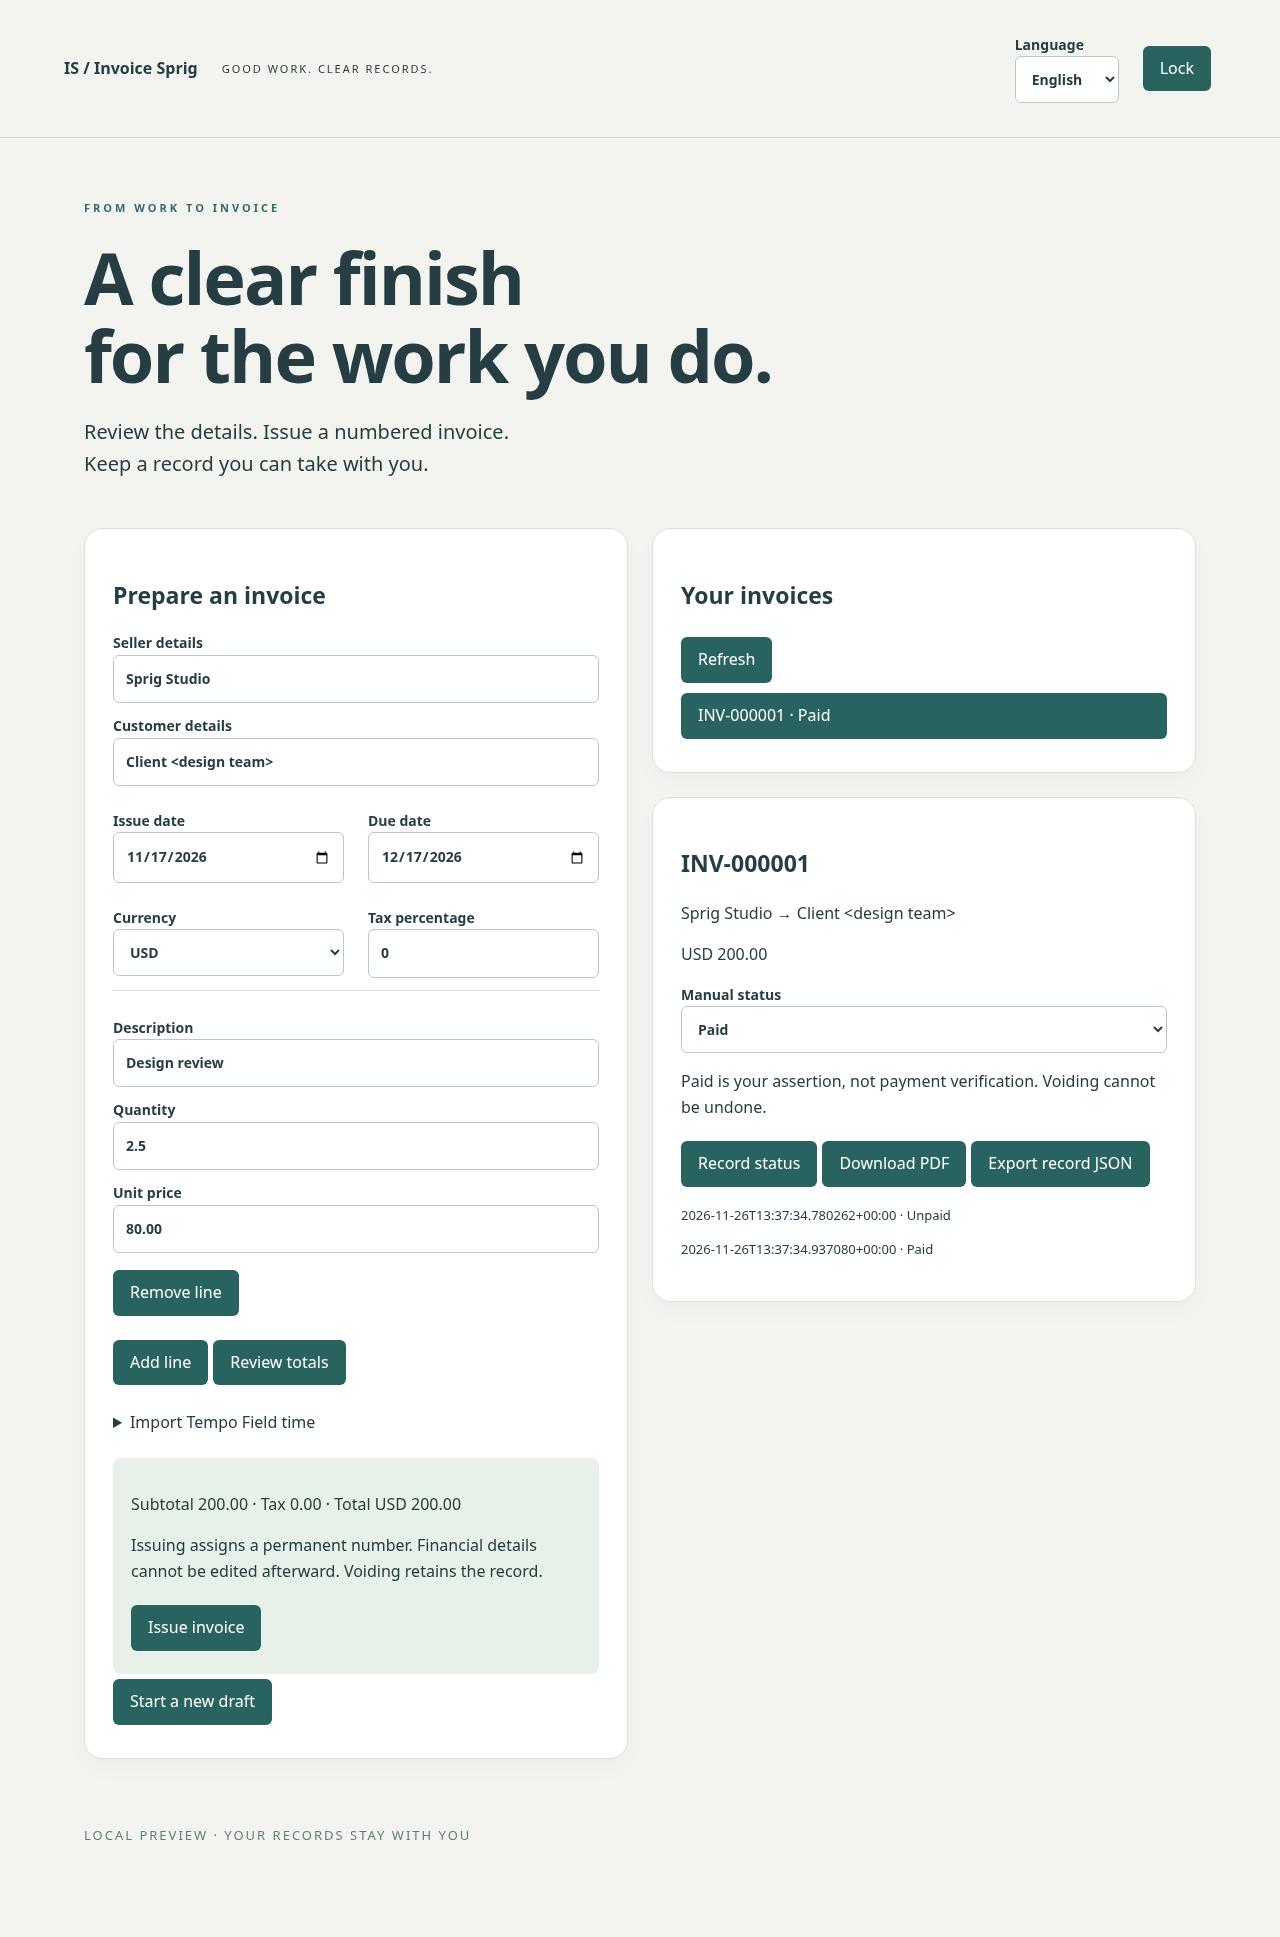 IS / Invoice Sprig
GOOD WORK. CLEAR RECORDS.
Language
English
Lock
FROM WORK TO INVOICE
A clear finish
for the work you do.
Review the details. Issue a numbered invoice.
Keep a record you can take with you.
Prepare an invoice
Seller details
Sprig Studio
Customer details
Client <design team>
Issue date
11/17/2026
Due date
12/17/2026
Currency
USD
Tax percentage
0
Description
Design review
Quantity
2.5
Unit price
80.00
Remove line
Add line
Review totals
Import Tempo Field time
Subtotal 200.00 · Tax 0.00 · Total USD 200.00
Issuing assigns a permanent number. Financial details
cannot be edited afterward. Voiding retains the record.
Issue invoice
Start a new draft
Your invoices
Refresh
INV-000001 · Paid
INV-000001
Sprig Studio → Client <design team>
USD 200.00
Manual status
Paid
Paid is your assertion, not payment verification. Voiding cannot
be undone.
Record status
Download PDF
Export record JSON
2026-11-26T13:37:34.780262+00:00 · Unpaid
2026-11-26T13:37:34.937080+00:00 · Paid
LOCAL PREVIEW · YOUR RECORDS STAY WITH YOU